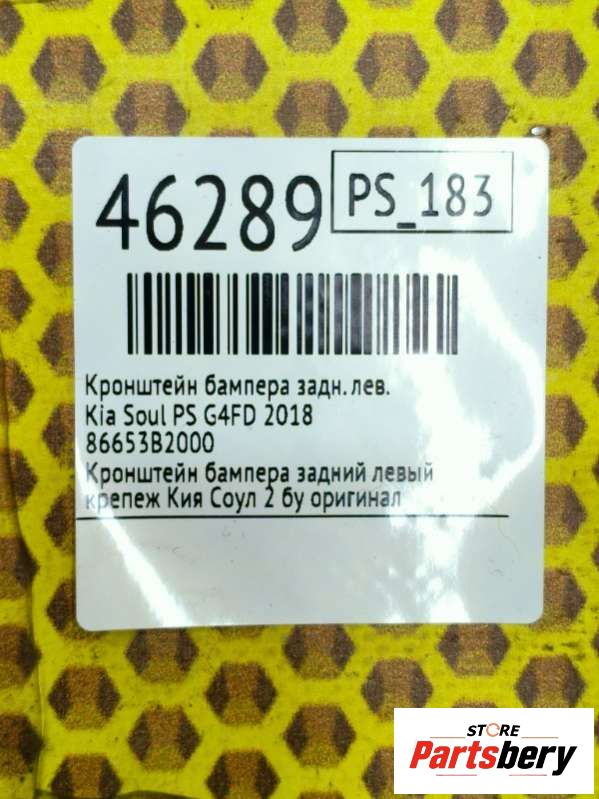 46289
PS_183
Кронштейн бампера задн. лев.
Kia Soul PS G4FD 2018
86653B2000
Кронштейн бампера задний левый
крепеж Кия Соул 2 бу оригинал
STORE
Partsbery